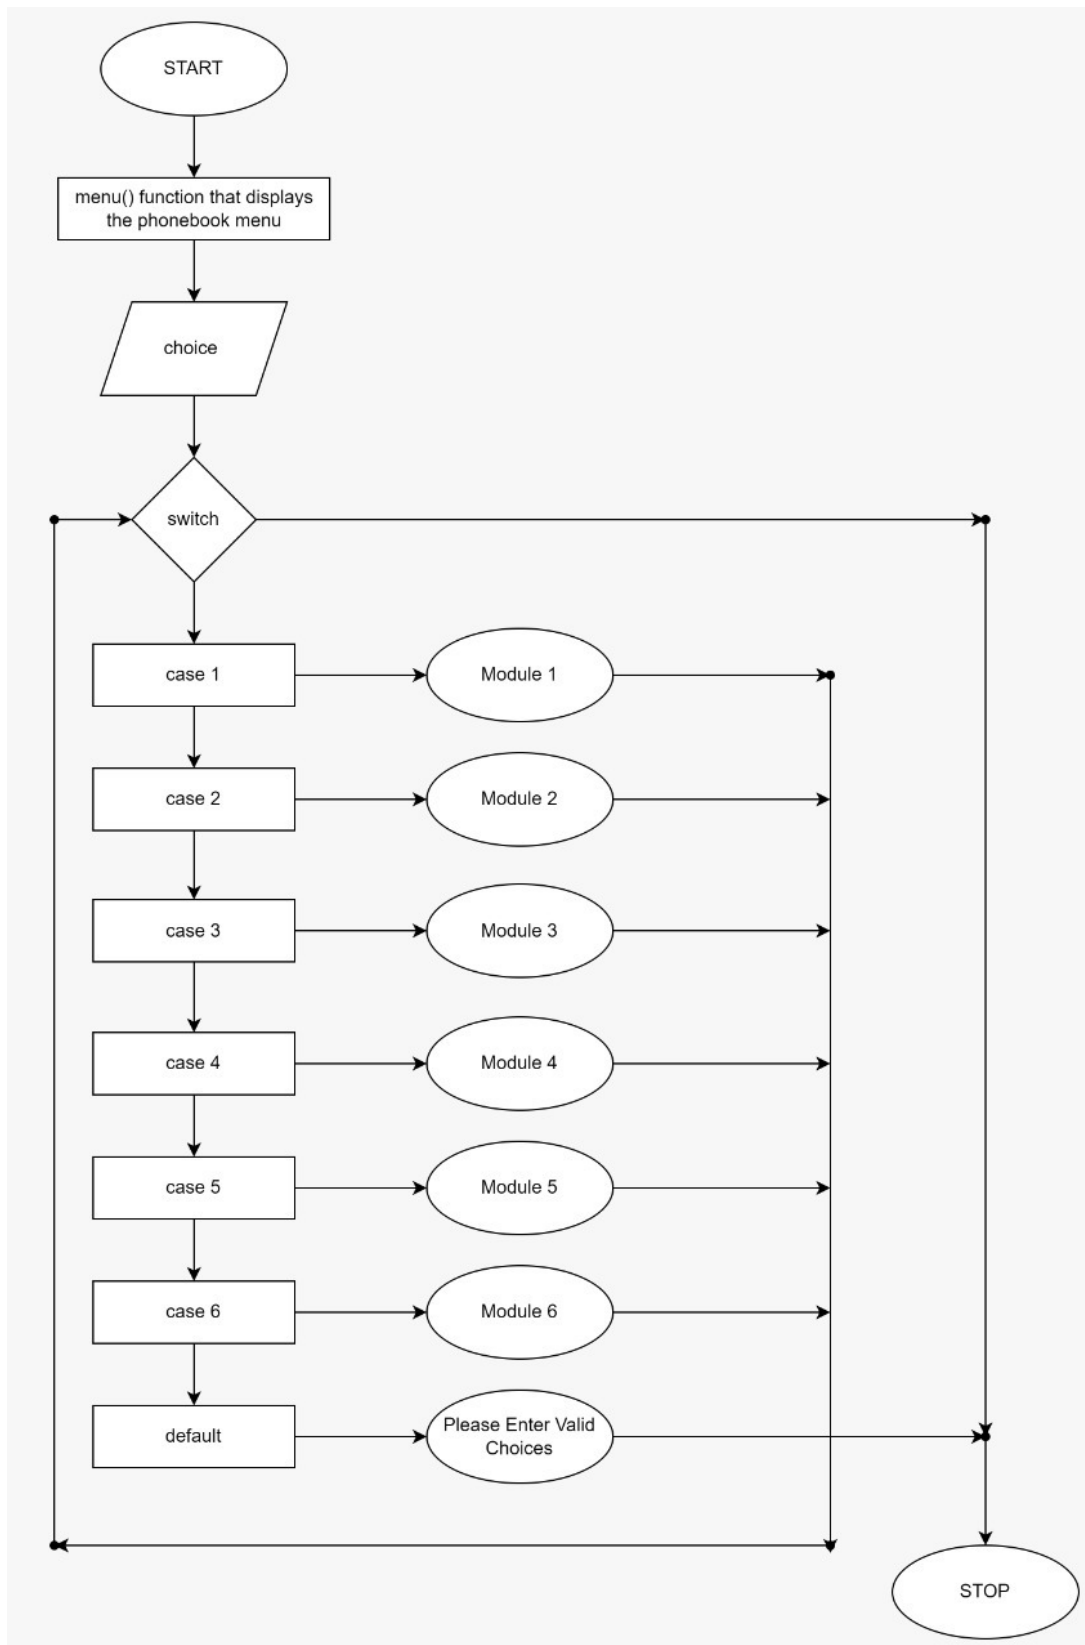 START
menu() function that displays
the phonebook menu
choice
switch
case 1
Module 1
case 2
Module 2
case 3
Module 3
case 4
Module 4
case 5
Module 5
case 6
Module 6
default
Please Enter Valid
Choices
STOP